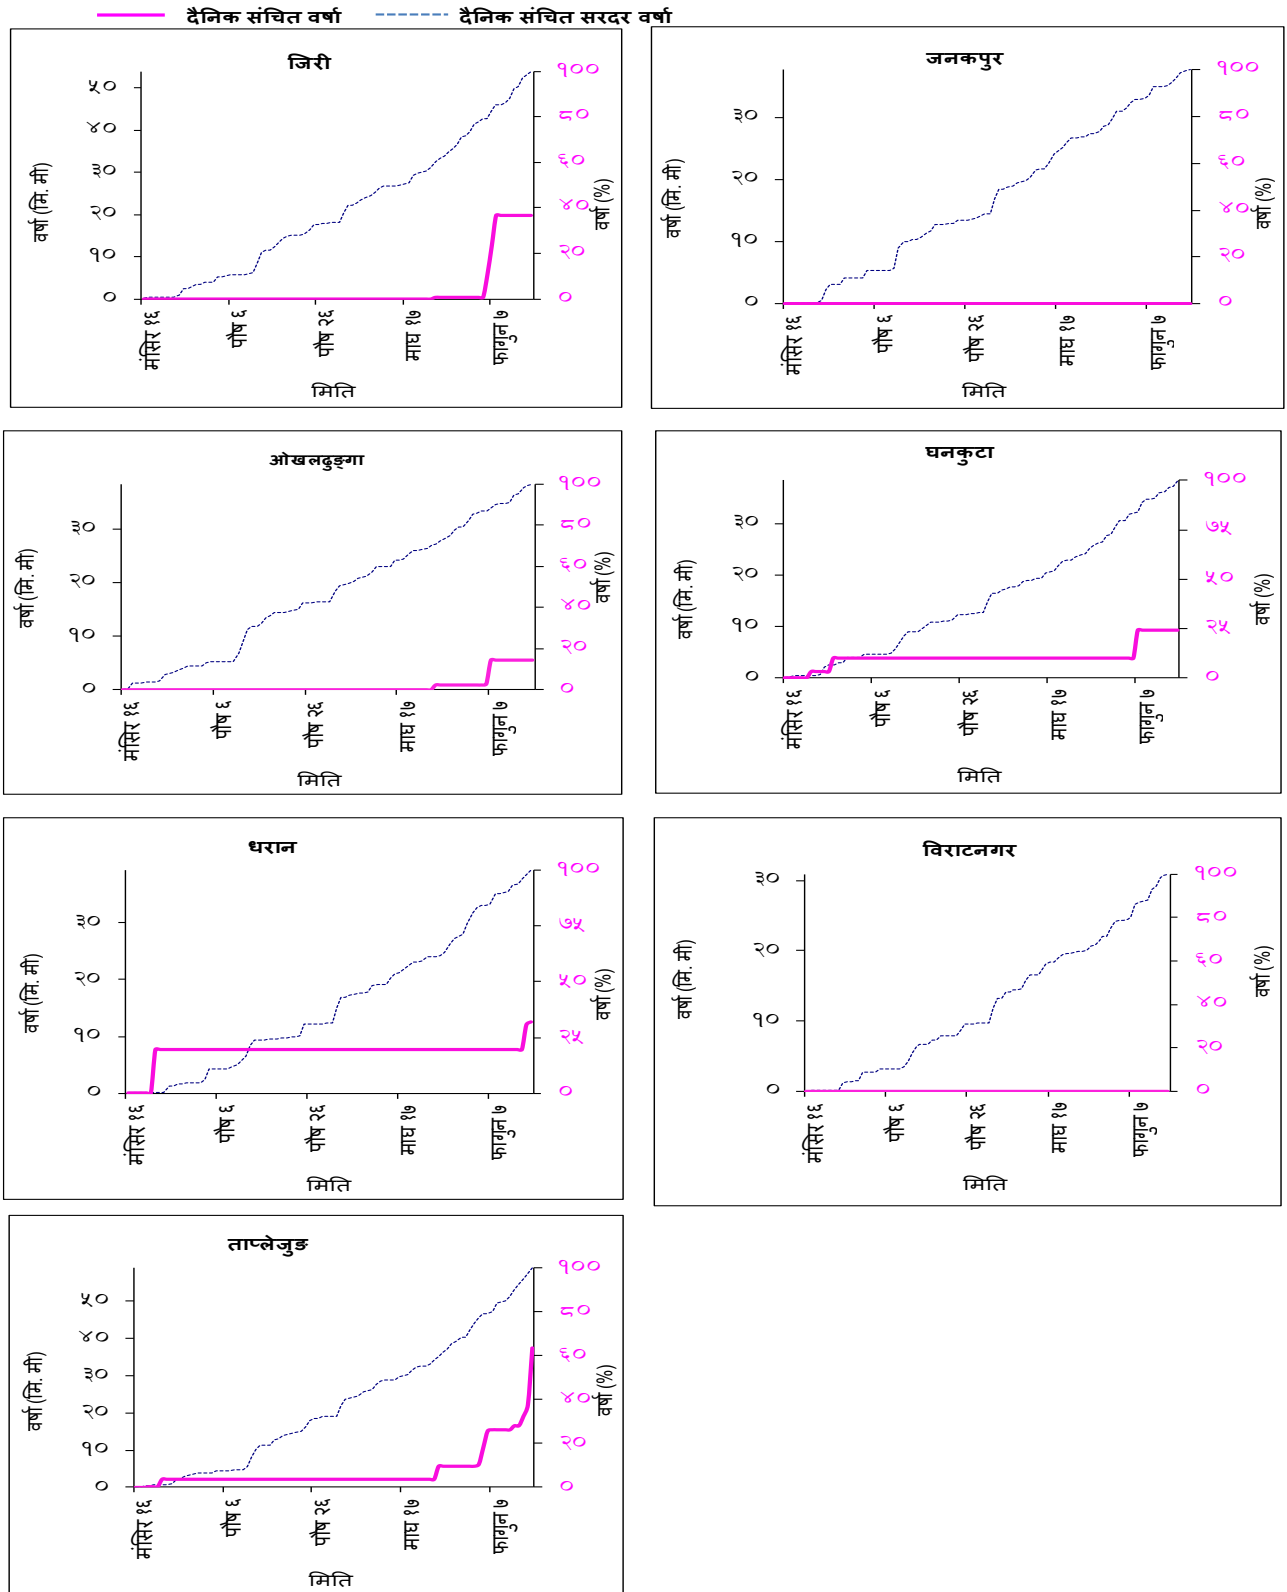 दैनिक संचित वर्षा दैनिक संचित सरदर वर्षा
जिरी
वर्षा (मि. मी)
५०
४०
३०
२०
१०
०
१००
८०
६०
४०
२०
०
वर्षा (%)
मंसिर १६
पौष ६
पौष २६
माघ १७
फागुन ७
मिति
जनकपुर
वर्षा (मि. मी)
३०
२०
१०
०
१००
८०
६०
४०
२०
०
वर्षा (%)
मंसिर १६
पौष ६
पौष २६
माघ १७
फागुन ७
मिति
ओखलढुङ्गा
वर्षा (मि. मी)
३०
२०
१०
०
१००
८०
६०
४०
२०
०
वर्षा (%)
मंसिर १६
पौष ६
पौष २६
माघ १७
फागुन ७
मिति
घनकुटा
वर्षा (मि. मी)
३०
२०
१०
०
१००
७५
५०
२५
०
वर्षा (%)
मंसिर १६
पौष ६
पौष २६
माघ १७
फागुन ७
मिति
धरान
वर्षा (मि. मी)
३०
२०
१०
०
१००
७५
५०
२५
०
वर्षा (%)
मंसिर १६
पौष ६
पौष २६
माघ १७
फागुन ७
मिति
विराटनगर
वर्षा (मि. मी)
३०
२०
१०
०
१००
८०
६०
४०
२०
०
वर्षा (%)
मंसिर १६
पौष ६
पौष २६
माघ १७
फागुन ७
मिति
ताप्लेजुङ
वर्षा (मि. मी)
५०
४०
३०
२०
१०
०
१००
८०
६०
४०
२०
०
वर्षा (%)
मंसिर १६
पौष ६
पौष २६
माघ १७
फागुन ७
मिति